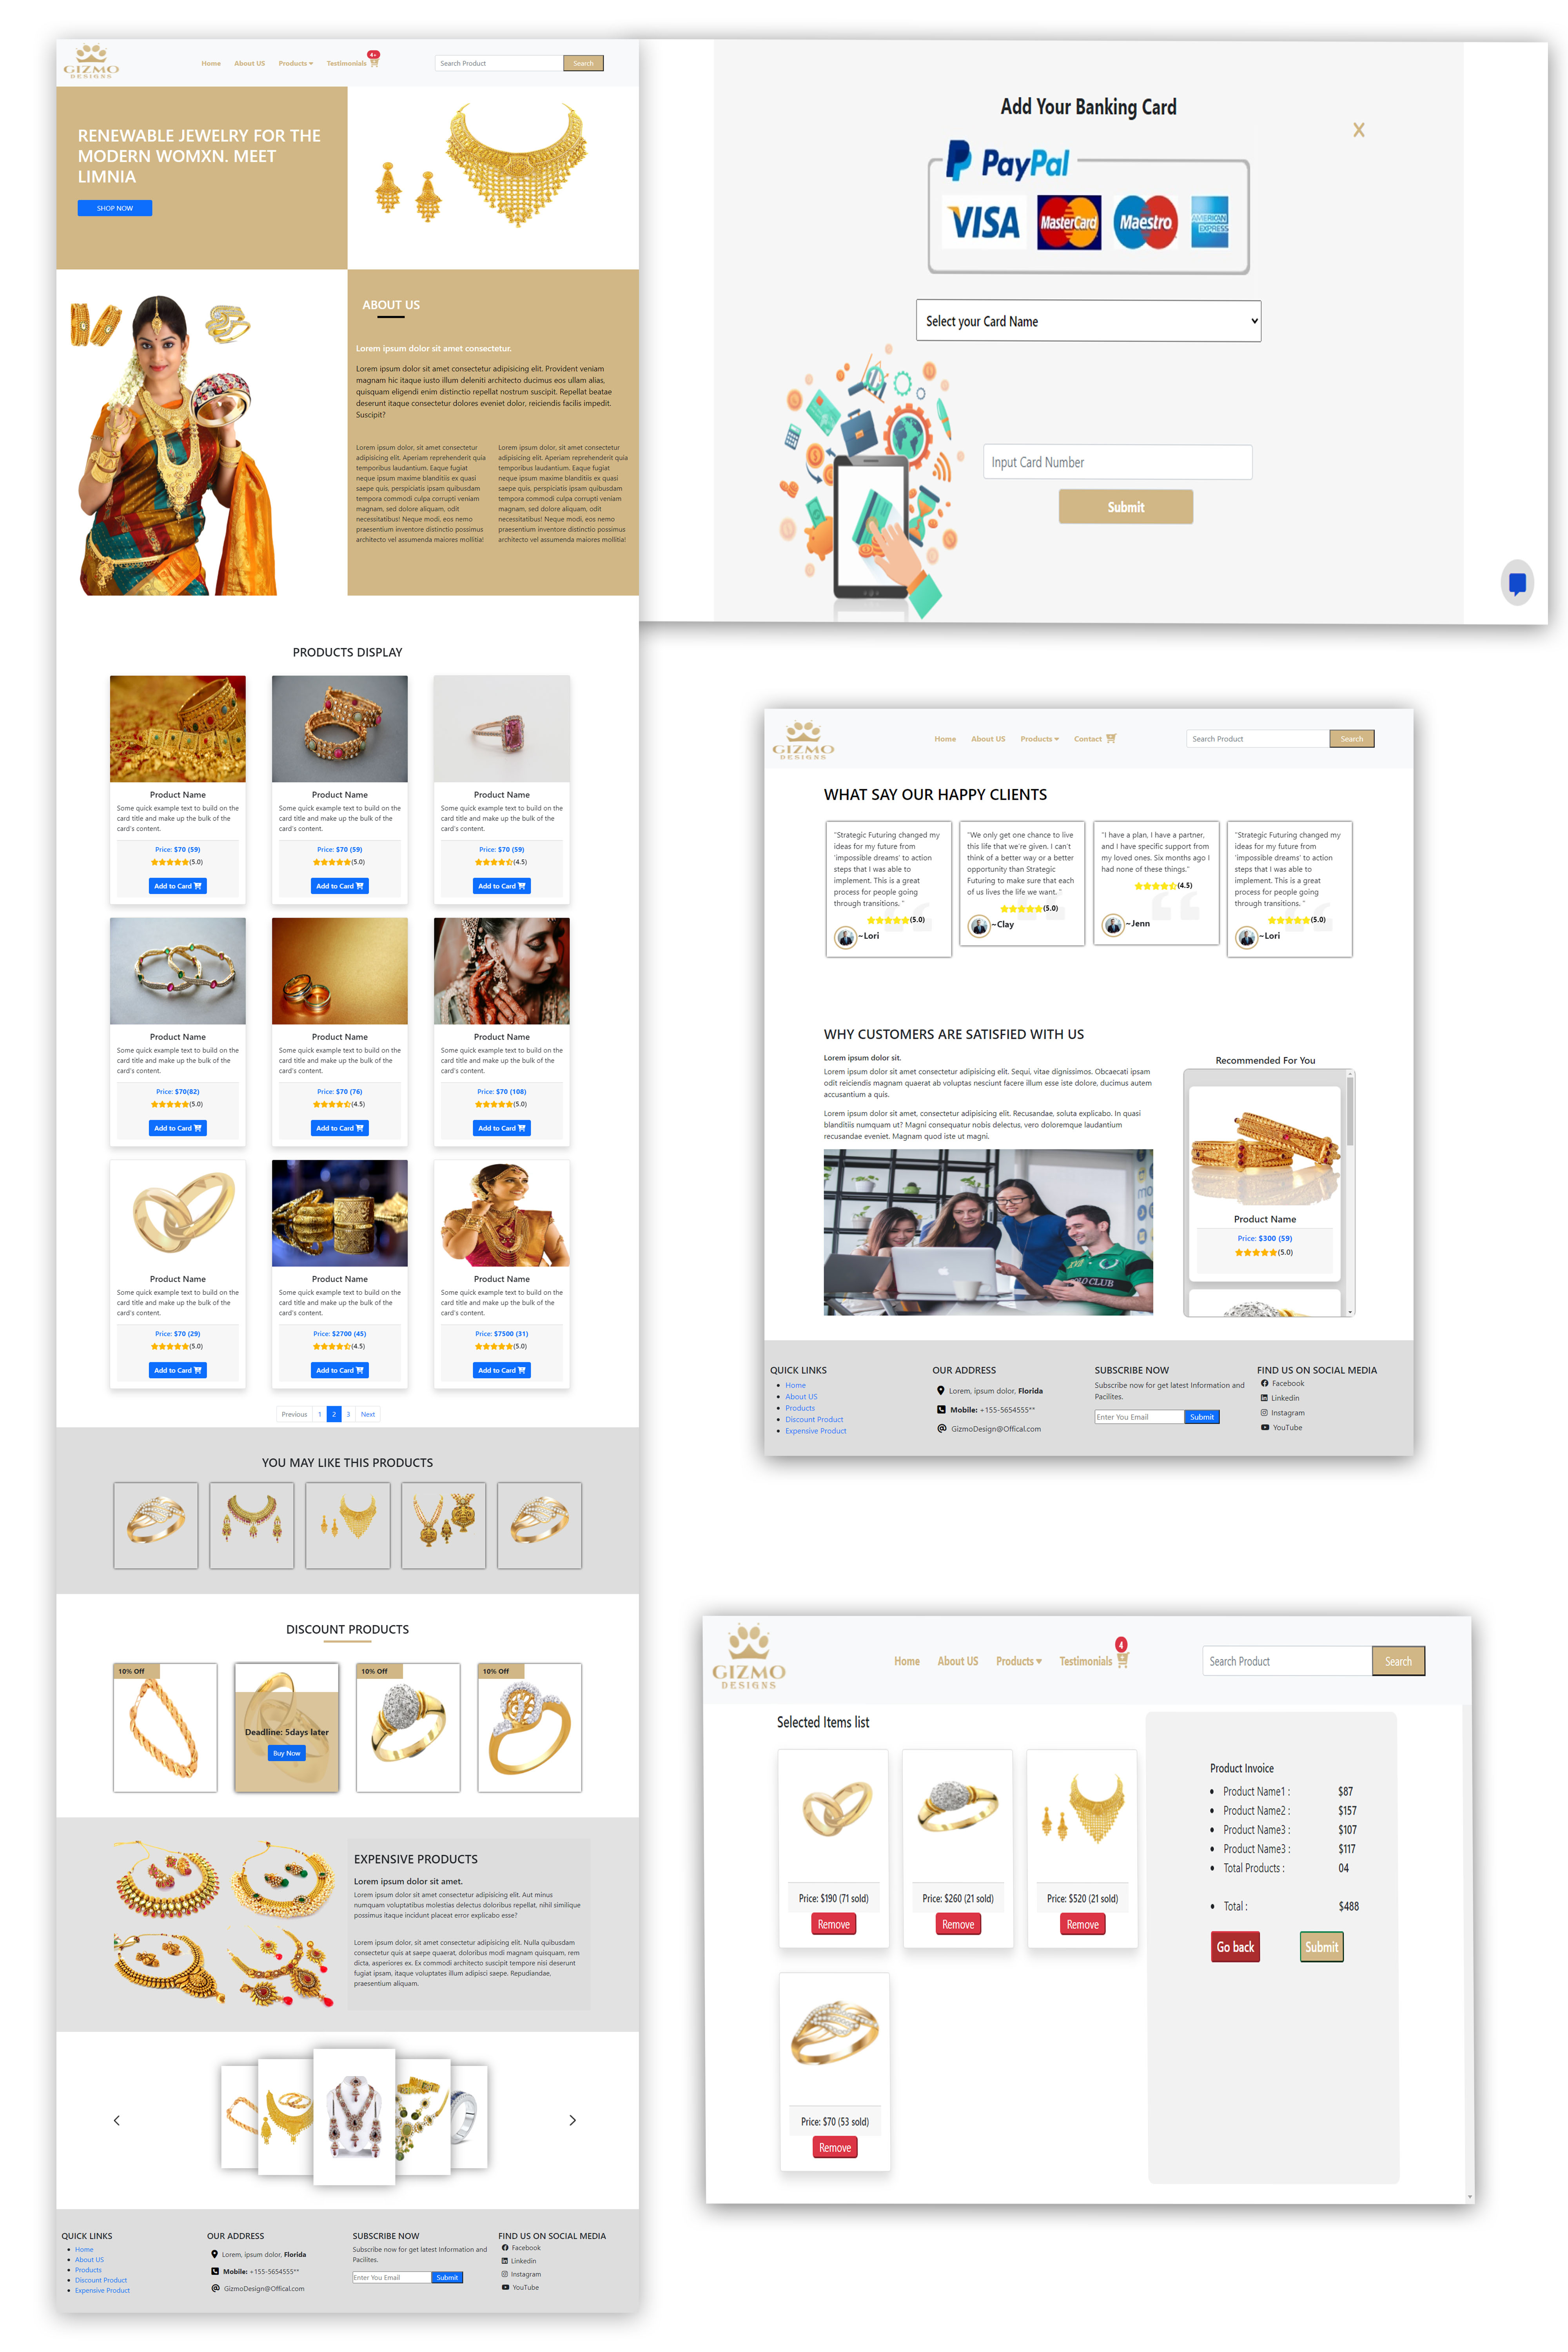 GIZMO
DESIGNS
Home About US Products Testimonials 4+
Search Product Search
RENEWABLE JEWELRY FOR THE
MODERN WOMXN. MEET
LIMNIA
SHOP NOW
ABOUT US
Lorem ipsum dolor sit amet consectetur.
Lorem ipsum dolor sit amet consectetur adipisicing elit. Provident veniam
magnam hic itaque iusto illum deleniti architecto ducimus eos ullam alias,
quisquam eligendi enim distinctio repellat nostrum suscipit. Repellat beatae
deserunt itaque consectetur dolores eveniet dolor, reiciendis facilis impedit.
Suscipit?
Lorem ipsum dolor, sit amet consectetur
adipisicing elit. Aperiam reprehenderit quia
temporibus laudantium. Eaque fugiat
neque ipsum maxime blanditiis ex quasi
saepe quis, perspiciatis ipsam quibusdam
tempora commodi culpa corrupti veniam
magnam, sed dolore aliquam, odit
necessitatibus! Neque modi, eos nemo
praesentium inventore distinctio possimus
architecto vel assumenda maiores mollitia!
Lorem ipsum dolor, sit amet consectetur
adipisicing elit. Aperiam reprehenderit quia
temporibus laudantium. Eaque fugiat
neque ipsum maxime blanditiis ex quasi
saepe quis, perspiciatis ipsam quibusdam
tempora commodi culpa corrupti veniam
magnam, sed dolore aliquam, odit
necessitatibus! Neque modi, eos nemo
praesentium inventore distinctio possimus
architecto vel assumenda maiores mollitia!
PRODUCTS DISPLAY
Product Name
Some quick example text to build on the
card title and make up the bulk of the
card's content.
Price: $70 (59)
(5.0)
Add to Card
Product Name
Some quick example text to build on the
card title and make up the bulk of the
card's content.
Price: $70 (59)
(5.0)
Add to Card
Product Name
Some quick example text to build on the
card title and make up the bulk of the
card's content.
Price: $70 (59)
(4.5)
Add to Card
Product Name
Some quick example text to build on the
card title and make up the bulk of the
card's content.
Price: $70(82)
(5.0)
Add to Card
Product Name
Some quick example text to build on the
card title and make up the bulk of the
card's content.
Price: $70 (76)
(4.5)
Add to Card
Product Name
Some quick example text to build on the
card title and make up the bulk of the
card's content.
Price: $70 (108)
(5.0)
Add to Card
Product Name
Some quick example text to build on the
card title and make up the bulk of the
card's content.
Price: $70 (29)
(5.0)
Add to Card
Product Name
Some quick example text to build on the
card title and make up the bulk of the
card's content.
Price: $2700 (45)
(4.5)
Add to Card
Product Name
Some quick example text to build on the
card title and make up the bulk of the
card's content.
Price: $7500 (31)
(5.0)
Add to Card
Previous 1 2 3 Next
YOU MAY LIKE THIS PRODUCTS
DISCOUNT PRODUCTS
10% Off
Deadline: 5days later
Buy Now
10% Off
10% Off
EXPENSIVE PRODUCTS
Lorem ipsum dolor sit amet.
Lorem ipsum dolor sit amet consectetur adipisicing elit. Aut minus
numquam voluptatibus molestias delectus doloribus repellat, nihil similique
possimus itaque incidunt placeat error explicabo esse?
Lorem ipsum dolor, sit amet consectetur adipisicing elit. Nulla quibusdam
consectetur quis at saepe quaerat, doloribus modi magnam quisquam, rem
dicta, asperiores ex. Ex commodi architecto suscipit tempore nisi deserunt
fugiat ipsam, itaque voluptates illum adipisci saepe. Repudiandae,
praesentium aliquam.
QUICK LINKS
Home
About US
Products
Discount Product
Expensive Product
OUR ADDRESS
Lorem, ipsum dolor, Florida
Mobile: +155-5654555**
GizmoDesign@Offical.com
SUBSCRIBE NOW
Subscribe now for get latest Information and
Pacilites.
Enter You Email Submit
FIND US ON SOCIAL MEDIA
Facebook
Linkedin
Instagram
YouTube
Add Your Banking Card
X
PayPal
VISA MasterCard Maestro AMERICAN EXPRESS
Select your Card Name
Input Card Number
Submit
GIZMO
DESIGNS
Home About US Products Contact
Search Product Search
WHAT SAY OUR HAPPY CLIENTS
"Strategic Futuring changed my
ideas for my future from
'impossible dreams' to action
steps that I was able to
implement. This is a great
process for people going
through transitions. "
(5.0)
~Lori
"We only get one chance to live
this life that we're given. I can't
think of a better way or a better
opportunity than Strategic
Futuring to make sure that each
of us lives the life we want. "
(5.0)
~Clay
"I have a plan, I have a partner,
and I have specific support from
my loved ones. Six months ago I
had none of these things."
(4.5)
~Jenn
"Strategic Futuring changed my
ideas for my future from
'impossible dreams' to action
steps that I was able to
implement. This is a great
process for people going
through transitions. "
(5.0)
~Lori
WHY CUSTOMERS ARE SATISFIED WITH US
Lorem ipsum dolor sit.
Lorem ipsum dolor sit amet consectetur adipisicing elit. Sequi, vitae dignissimos. Obcaecati ipsam
odit reiciendis magnam quaerat ab voluptas nesciunt facere illum esse iste dolore, ducimus autem
accusantium a quis.
Lorem ipsum dolor sit amet, consectetur adipisicing elit. Recusandae, soluta explicabo. In quasi
blanditiis numquam ut? Magni consequatur nobis delectus, vero doloremque laudantium
recusandae eveniet. Magnam quod iste ut magni.
Recommended For You
Product Name
Price: $300 (59)
(5.0)
QUICK LINKS
Home
About US
Products
Discount Product
Expensive Product
OUR ADDRESS
Lorem, ipsum dolor, Florida
Mobile: +155-5654555**
GizmoDesign@Offical.com
SUBSCRIBE NOW
Subscribe now for get latest Information and
Pacilites.
Enter You Email Submit
FIND US ON SOCIAL MEDIA
Facebook
Linkedin
Instagram
YouTube
GIZMO
DESIGNS
Home About US Products Testimonials 4
Search Product Search
Selected Items list
Price: $190 (71 sold)
Remove
Price: $260 (21 sold)
Remove
Price: $520 (21 sold)
Remove
Price: $70 (53 sold)
Remove
Product Invoice
Product Name1 : $87
Product Name2 : $157
Product Name3 : $107
Product Name3 : $117
Total Products : 04
Total : $488
Go back Submit